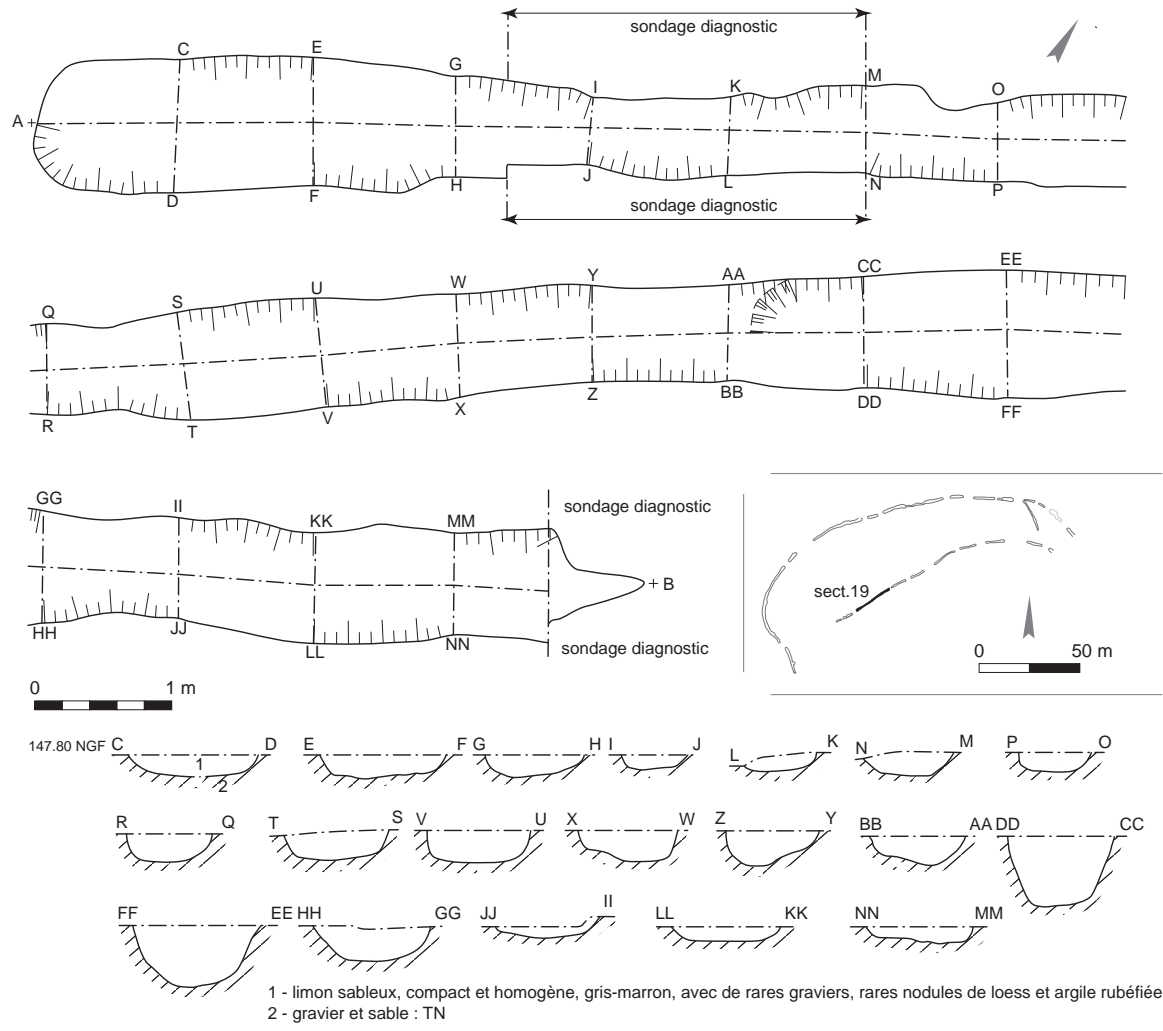 sondage diagnostic
C E G I K M O
A
D F H J L N P
sondage diagnostic
Q S U W Y AA CC EE
R T V X Z BB DD FF
GG II KK MM
sondage diagnostic
B
HH JJ LL NN
sondage diagnostic
sect.19
0 50 m
0 1 m
147.80 NGF
C D E F G H I J L K N M P O
1
2
R Q T S V U X W Z Y BB AA DD CC
FF EE HH GG JJ II LL KK NN MM
1 - limon sableux, compact et homogène, gris-marron, avec de rares graviers, rares nodules de loess et argile rubéfiée
2 - gravier et sable : TN